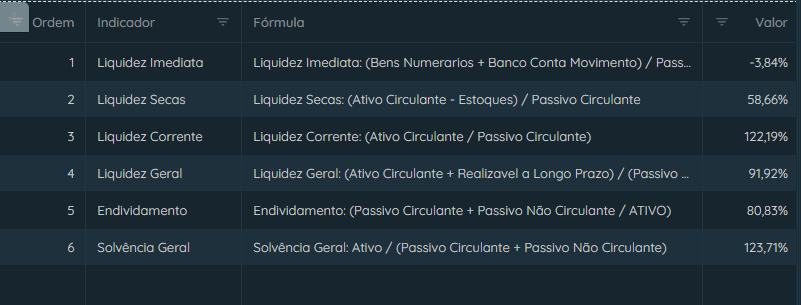 Ordem Indicador Fórmula Valor
1 Liquidez Imediata Liquidez Imediata: (Bens Numerarios + Banco Conta Movimento) / Pass... -3,84%
2 Liquidez Secas Liquidez Secas: (Ativo Circulante - Estoques) / Passivo Circulante 58,66%
3 Liquidez Corrente Liquidez Corrente: (Ativo Circulante / Passivo Circulante) 122,19%
4 Liquidez Geral Liquidez Geral: (Ativo Circulante + Realizavel a Longo Prazo) / (Passivo ... 91,92%
5 Endividamento Endividamento: (Passivo Circulante + Passivo Não Circulante / ATIVO) 80,83%
6 Solvência Geral Solvência Geral: Ativo / (Passivo Circulante + Passivo Não Circulante) 123,71%